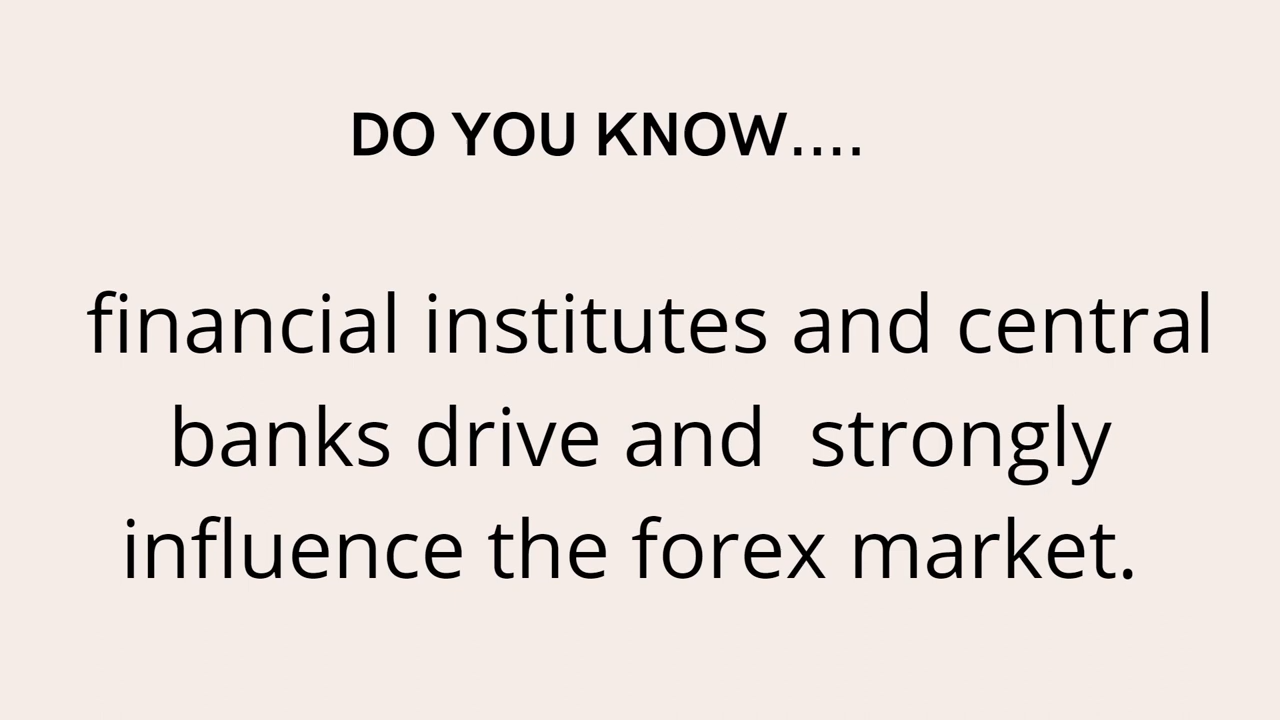 DO YOU KNOW....
financial institutes and central
banks drive and  strongly
influence the forex market.